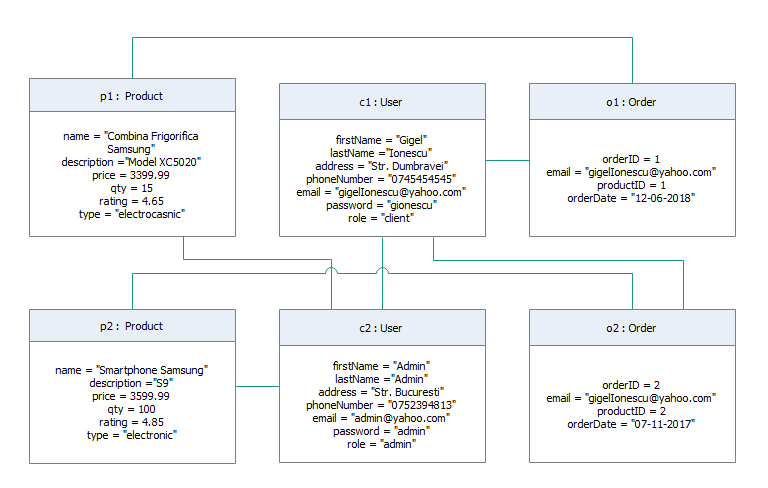 p1: Product
name = "Combina Frigorifica
Samsung"
description ="Model XC5020"
price = 3399.99
qty = 15
rating = 4.65
type = "electrocasnic"
c1:User
firstName = "Gigel"
lastName ="Ionescu"
address = "Str. Dumbravei"
phoneNumber = "0745454545"
email = "gigelIonescu@yahoo.com"
password = "gionescu"
role = "client"
o1:Order
orderID = 1
email = "gigelIonescu@yahoo.com"
productID = 1
orderDate = "12-06-2018"
p2: Product
name = "Smartphone Samsung"
description ="S9"
price = 3599.99
qty = 100
rating = 4.85
type = "electronic"
c2:User
firstName = "Admin"
lastName ="Admin"
address = "Str. Bucuresti"
phoneNumber = "0752394813"
email = "admin@yahoo.com"
password = "admin"
role = "admin"
o2:Order
orderID = 2
email = "gigelIonescu@yahoo.com"
productID = 2
orderDate = "07-11-2017"